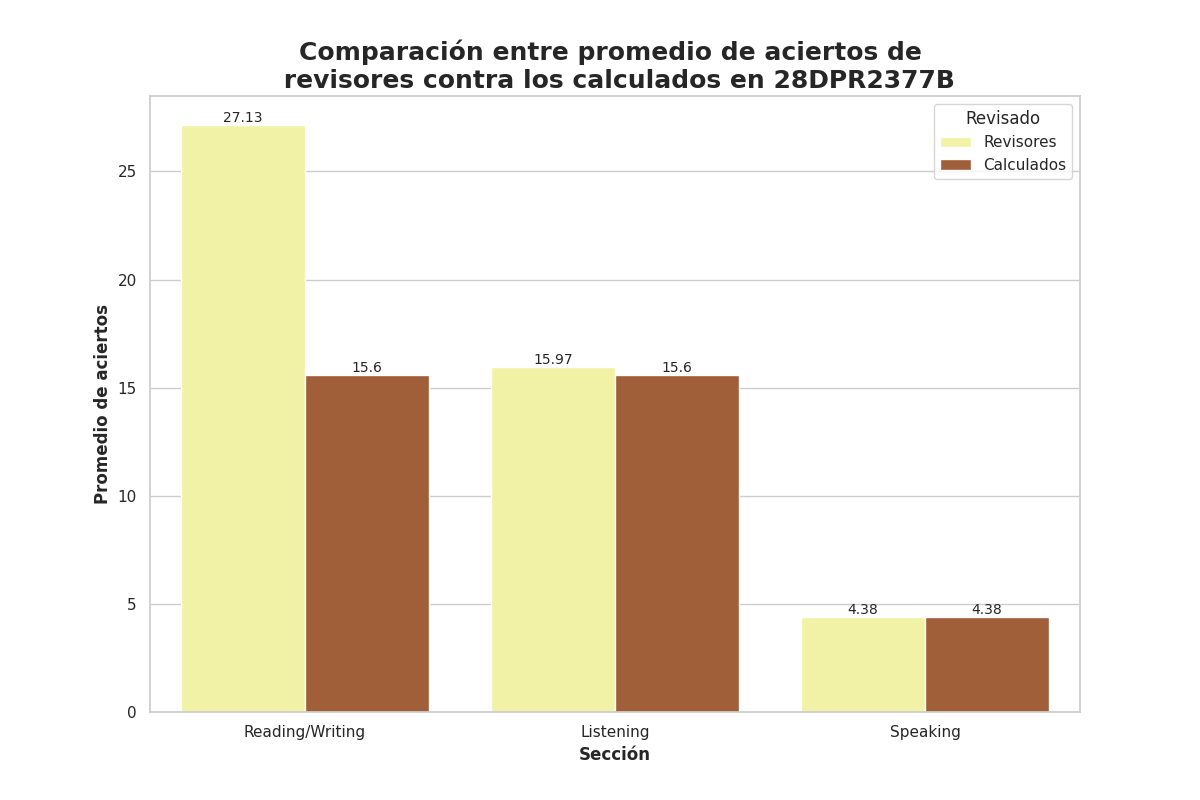 Comparación entre promedio de aciertos de
revisores contra los calculados en 28DPR2377B
Revisado
Revisores
Calculados
Promedio de aciertos
25
20
15
10
5
0
27.13
15.6
15.97
15.6
4.38
4.38
Reading/Writing
Listening
Speaking
Sección